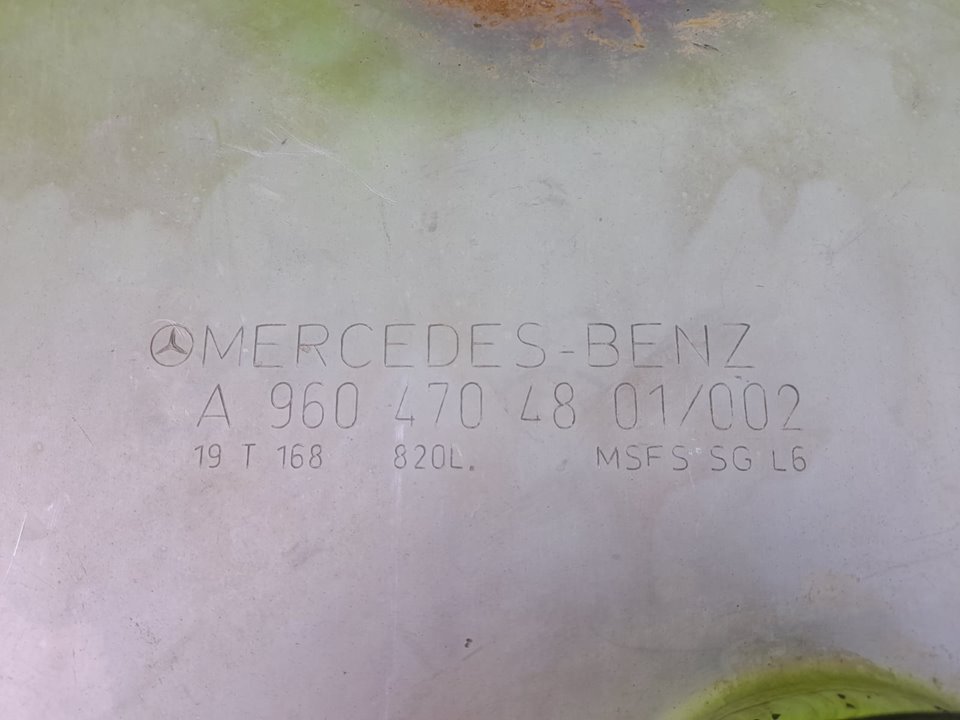 MERCEDES-BENZ
A 960 470 48 01/002
19 T 168 820L. MSFS SG L6